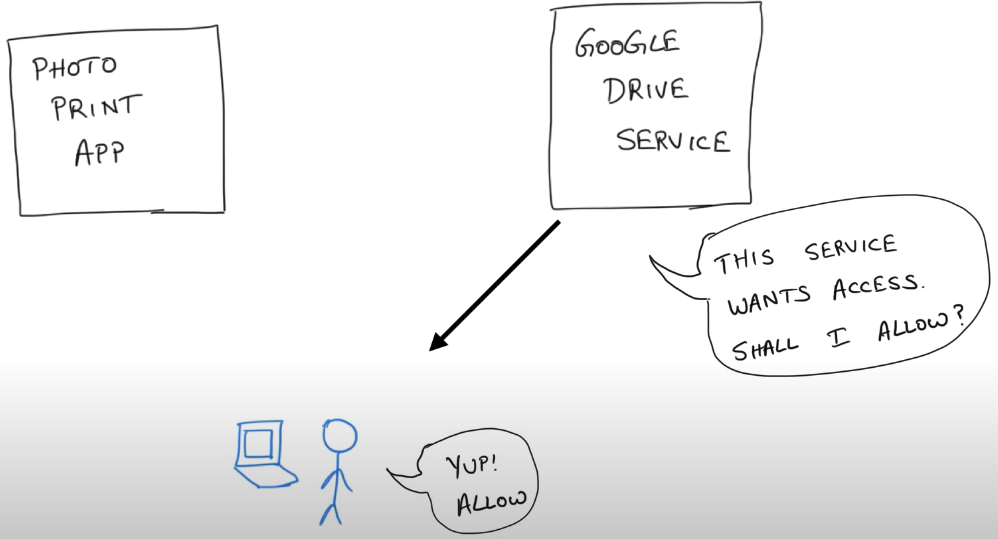 PHOTO
PRINT
APP
GOOGLE
DRIVE
SERVICE
THIS SERVICE
WANTS ACCESS.
SHALL I ALLOW?
YUP!
ALLOW